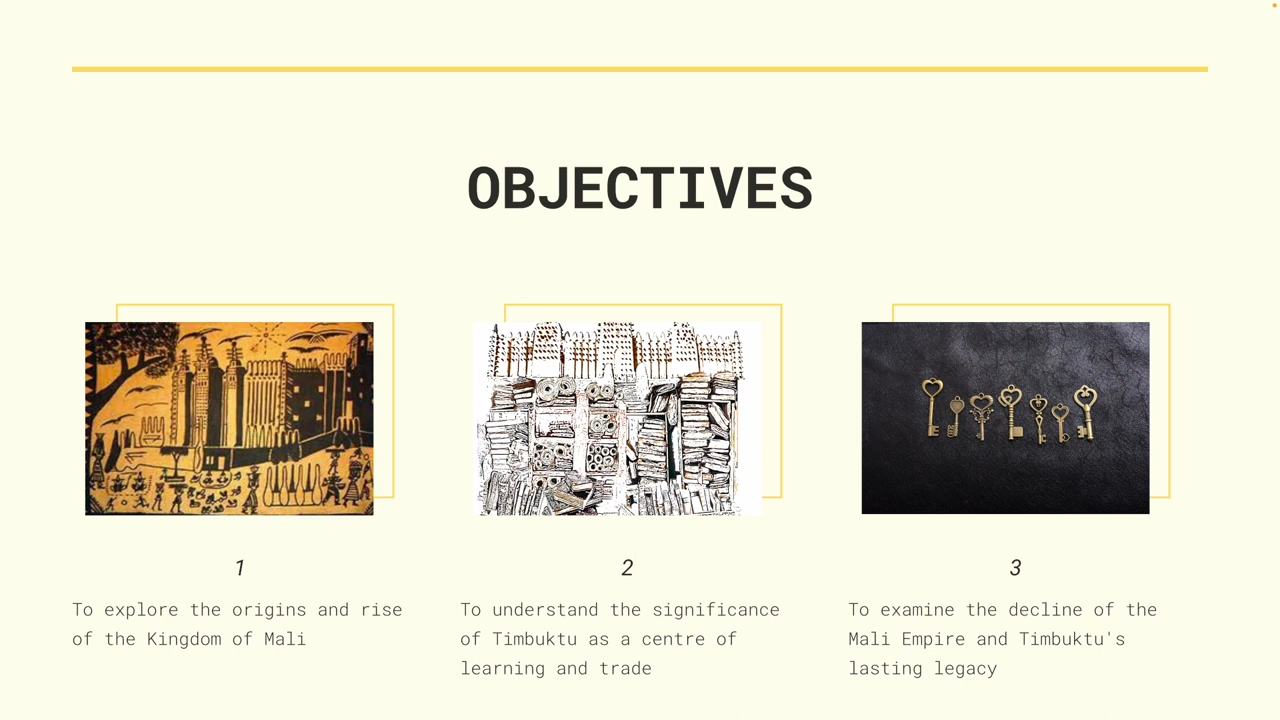 OBJECTIVES
1
To explore the origins and rise
of the Kingdom of Mali
2
To understand the significance
of Timbuktu as a centre of
learning and trade
3
To examine the decline of the
Mali Empire and Timbuktu's
lasting legacy